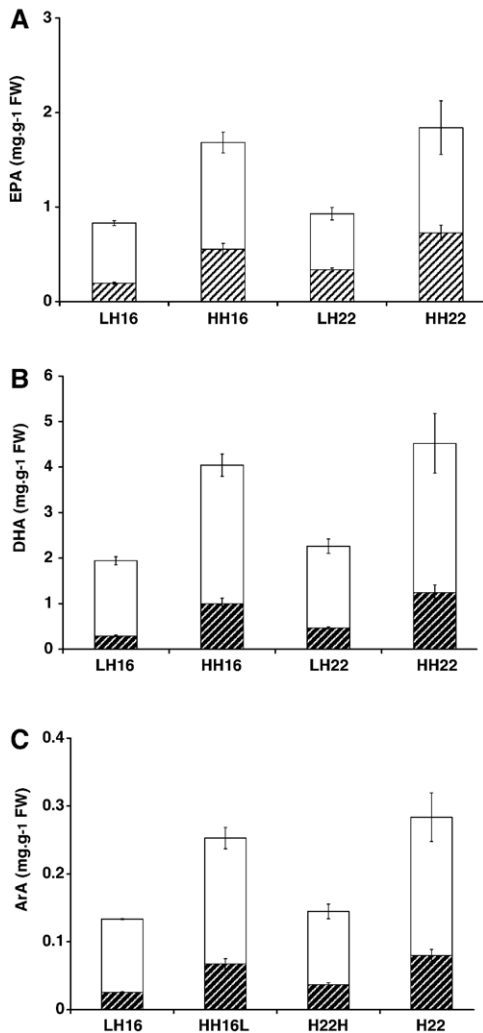 A
EPA (mg.g-1 FW)
3
2
1
0
LH16 HH16 LH22 HH22
B
DHA (mg.g-1 FW)
6
5
4
3
2
1
0
LH16 HH16 LH22 HH22
C
ArA (mg.g-1 FW)
0.4
0.3
0.2
0.1
0
LH16 HH16L H22H H22